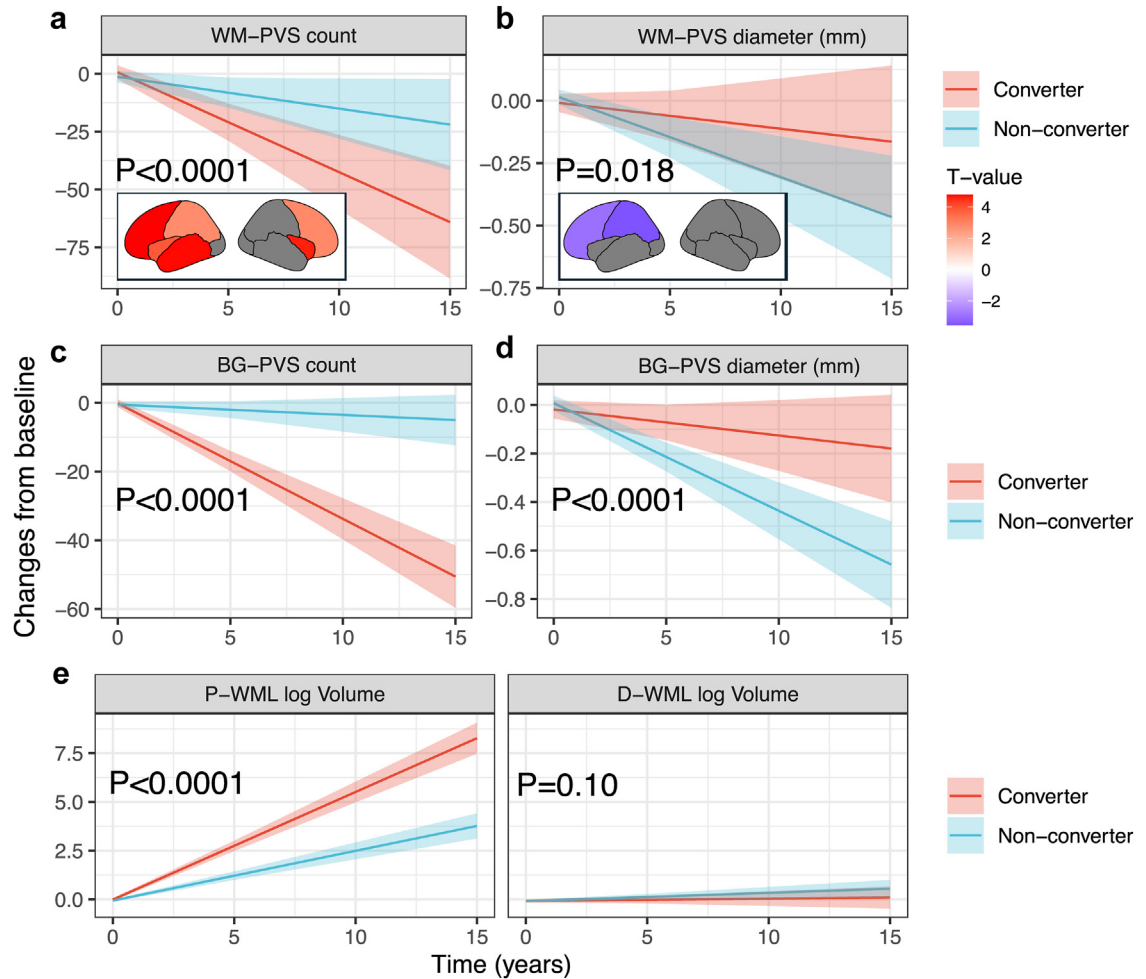 a
WM−PVS count
0
−25
−50
−75
P<0.0001
0 5 10 15
b
WM−PVS diameter (mm)
0.00
−0.25
−0.50
−0.75
P=0.018
0 5 10 15
Converter
Non−converter
T−value
4
2
0
−2
Changes from baseline
c
BG−PVS count
0
−20
−40
−60
P<0.0001
0 5 10 15
d
BG−PVS diameter (mm)
0.0
−0.2
−0.4
−0.6
−0.8
P<0.0001
0 5 10 15
Converter
Non−converter
e
P−WML log Volume
7.5
5.0
2.5
0.0
P<0.0001
0 5 10 15
D−WML log Volume
P=0.10
0 5 10 15
Converter
Non−converter
Time (years)